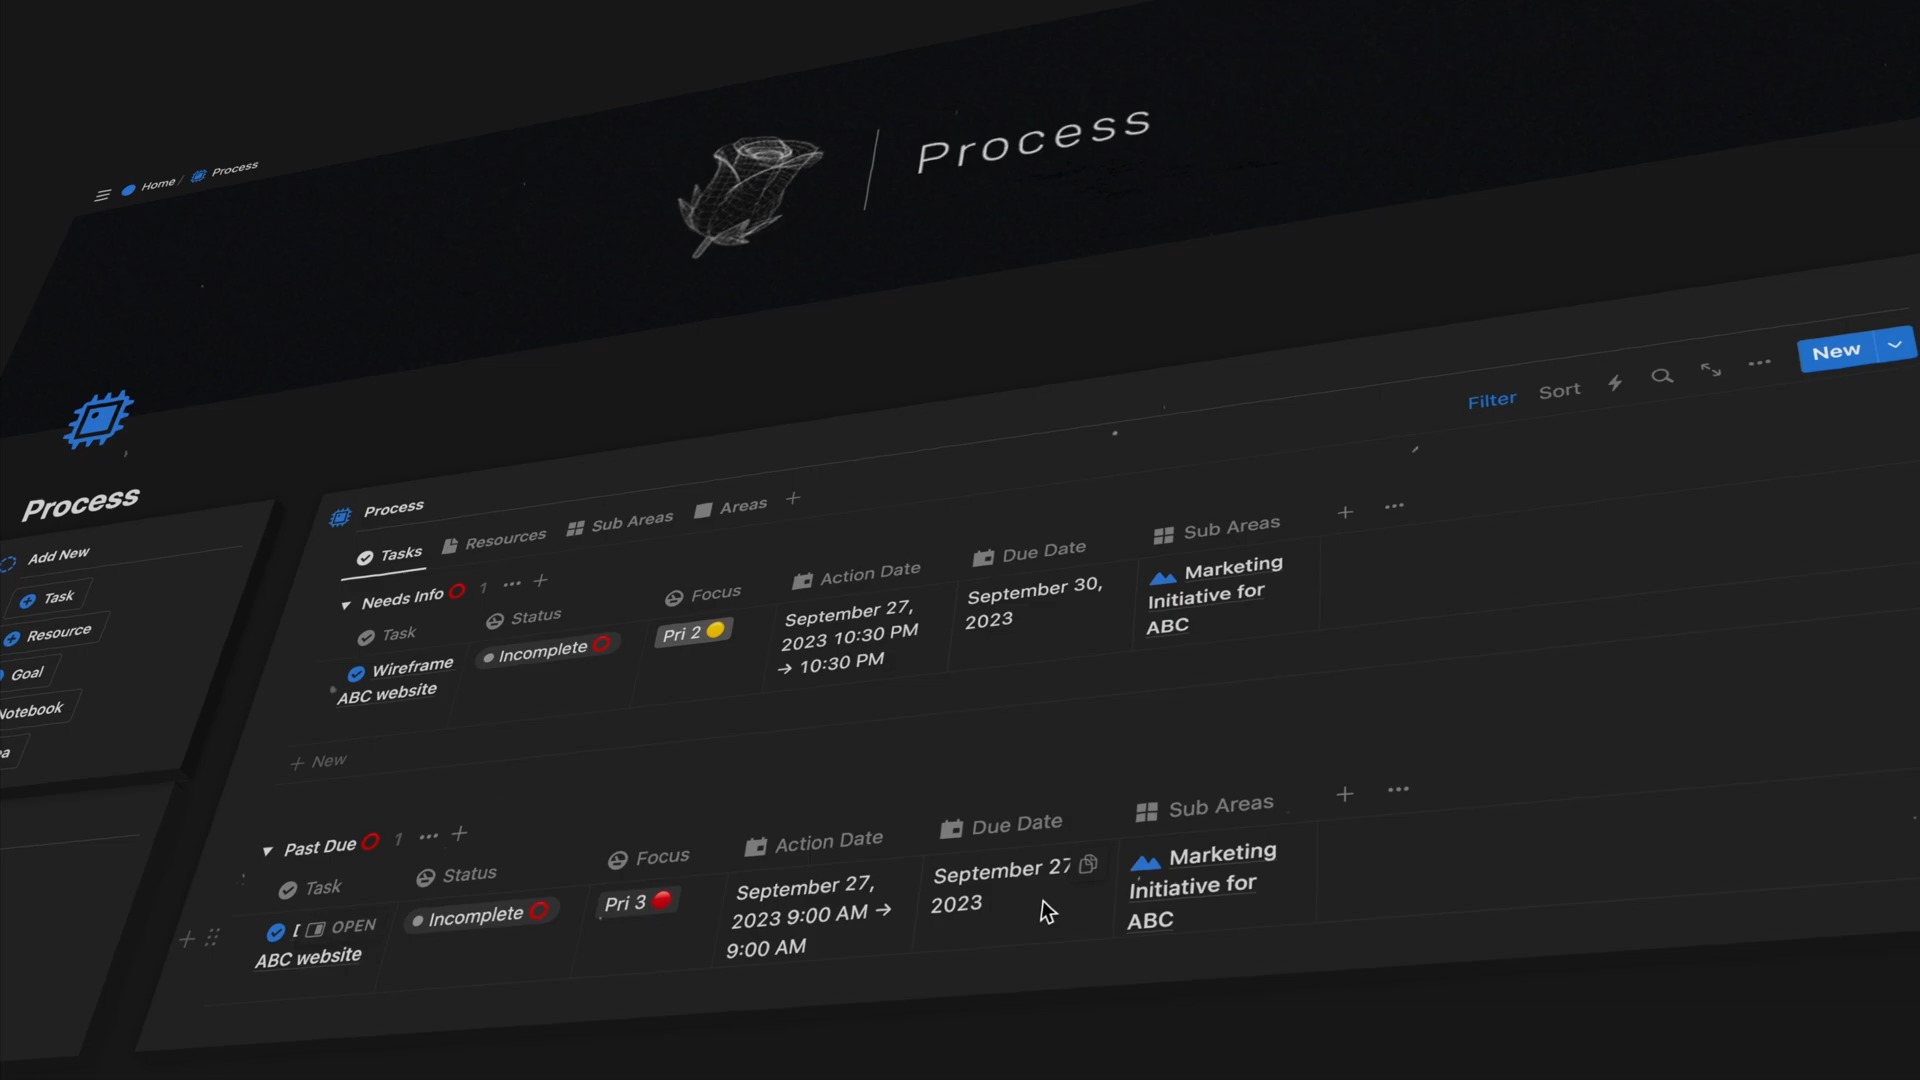 Home / Process
Process
New
Filter
Sort
Process
Add New
Task
Resource
Goal
Notebook
Process
Tasks
Resources
Sub Areas
Areas
Needs Info 1
Task
Status
Focus
Action Date
Due Date
Sub Areas
Wireframe
ABC website
Incomplete
Pri 2
September 27,
2023 10:30 PM
→ 10:30 PM
September 30,
2023
Marketing
Initiative for
ABC
+ New
Past Due 1
Task
Status
Focus
Action Date
Due Date
Sub Areas
OPEN
ABC website
Incomplete
Pri 3
September 27,
2023 9:00 AM →
9:00 AM
September 27
2023
Marketing
Initiative for
ABC